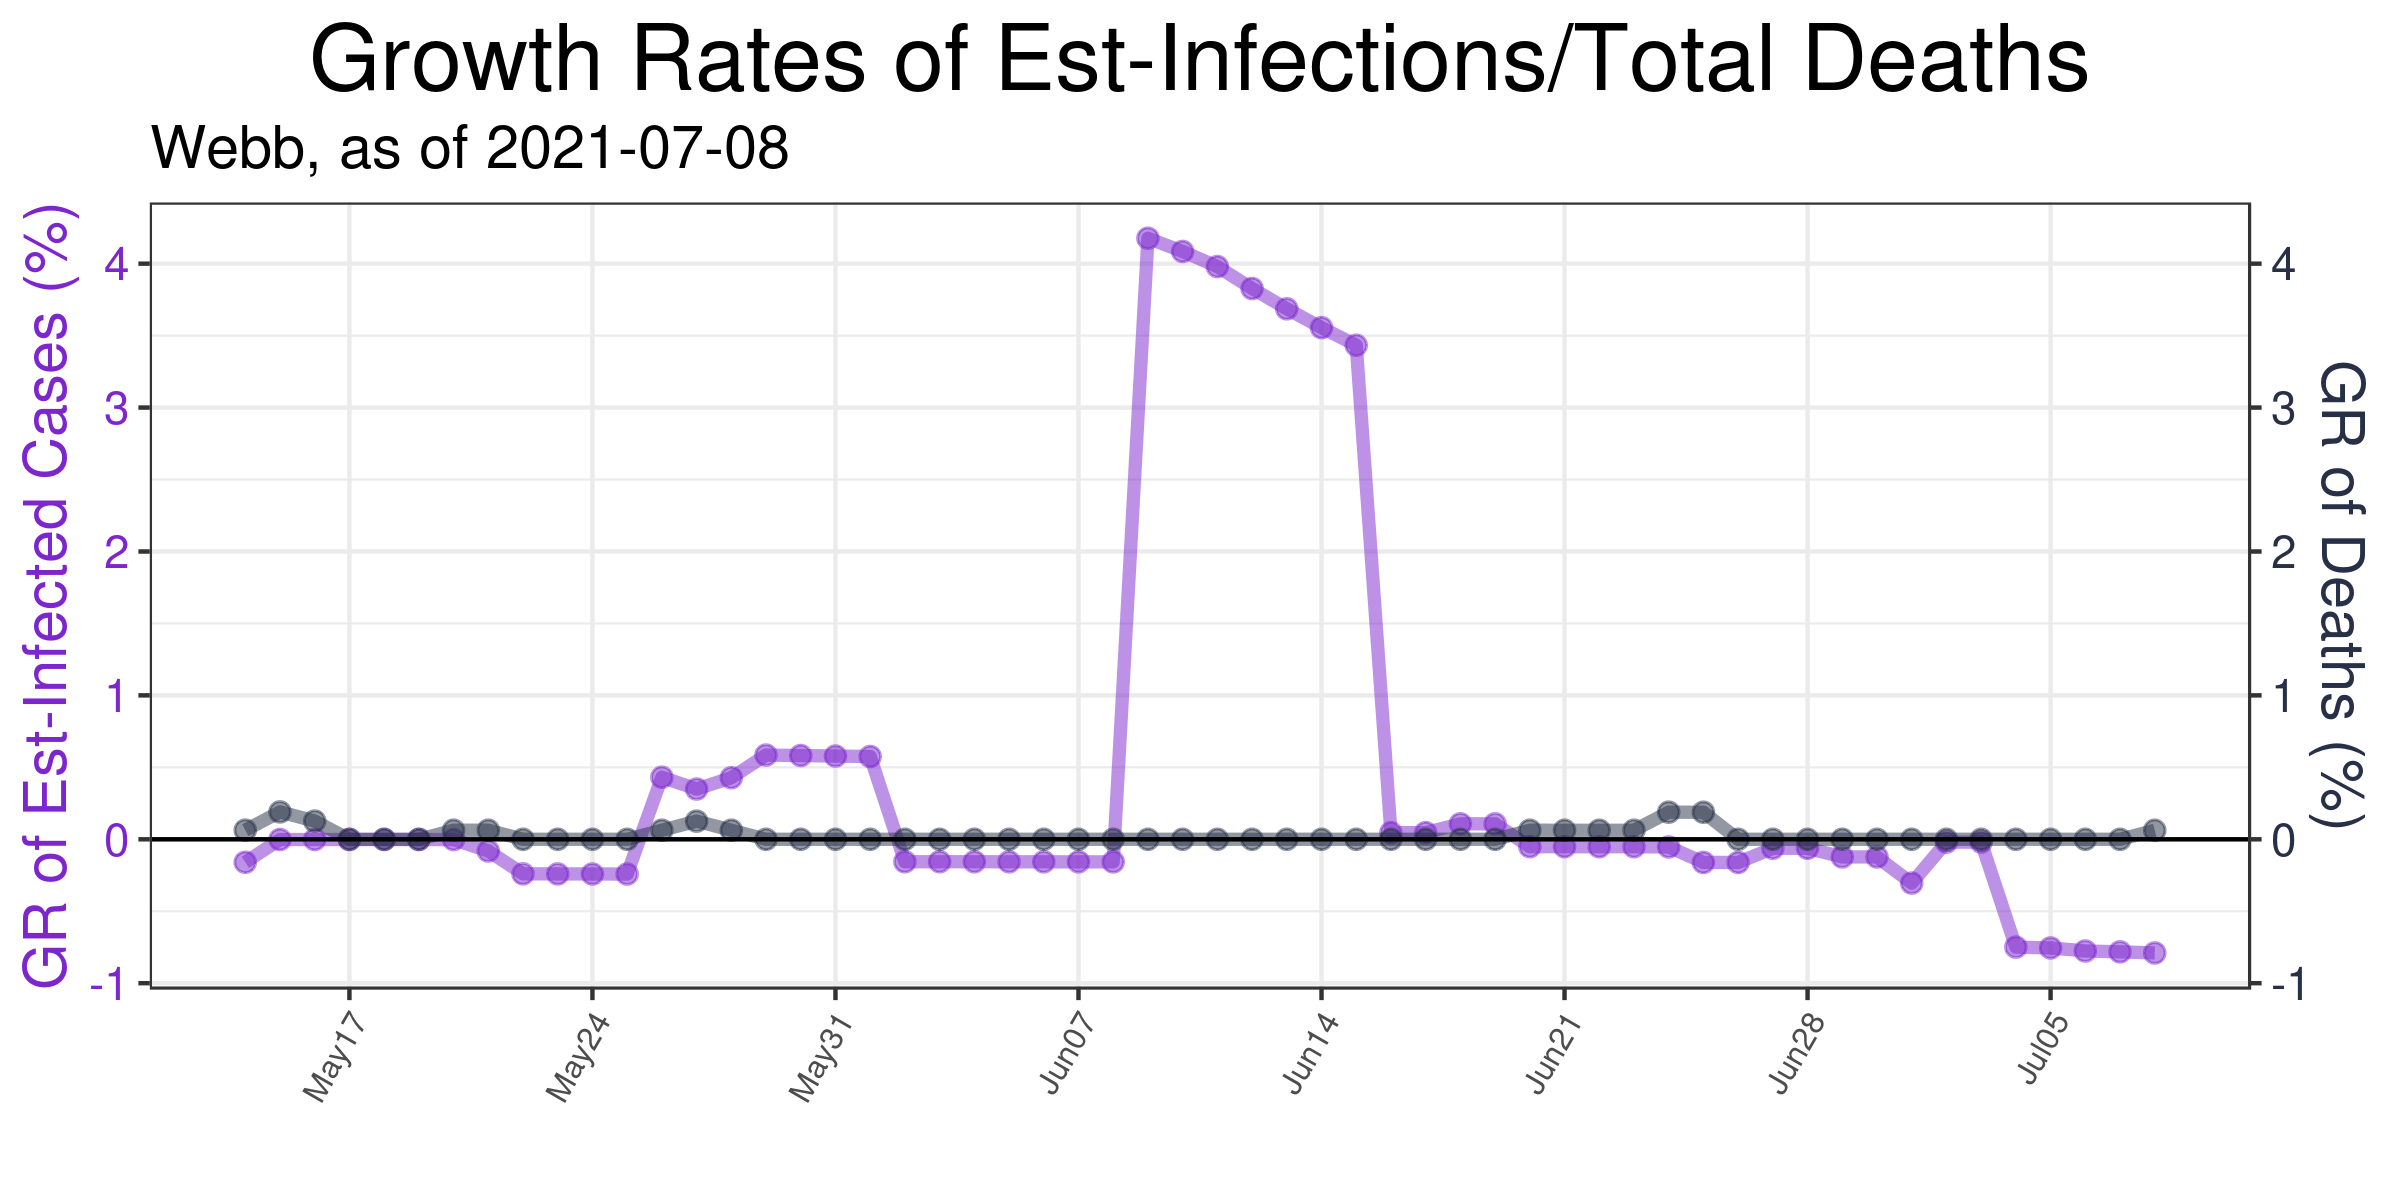 Growth Rates of Est-Infections/Total Deaths
Webb, as of 2021-07-08
GR of Est-Infected Cases (%)
4
3
2
1
0
-1
4
3
2
1
0
-1
GR of Deaths (%)
May17
May24
May31
Jun07
Jun14
Jun21
Jun28
Jul05